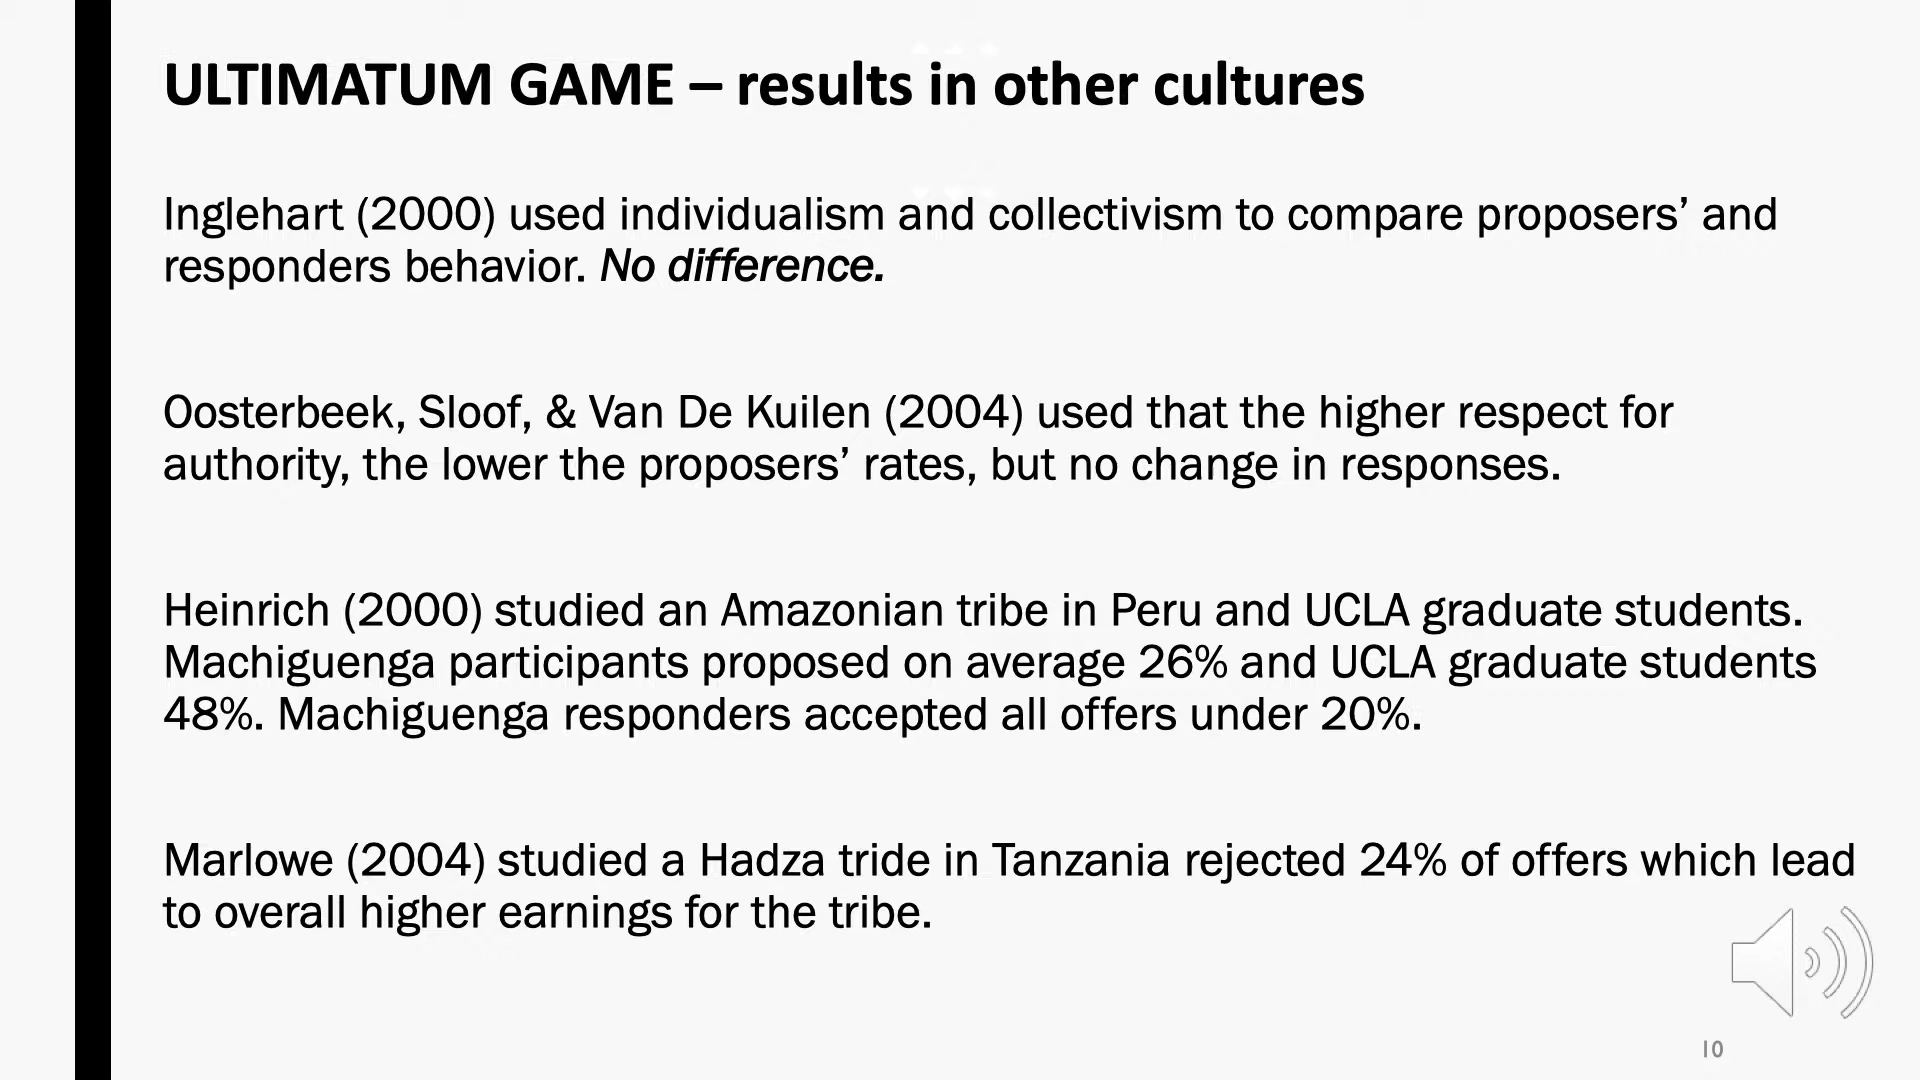 ULTIMATUM GAME – results in other cultures
Inglehart (2000) used individualism and collectivism to compare proposers’ and
responders behavior. No difference.
Oosterbeek, Sloof, & Van De Kuilen (2004) used that the higher respect for
authority, the lower the proposers’ rates, but no change in responses.
Heinrich (2000) studied an Amazonian tribe in Peru and UCLA graduate students.
Machiguenga participants proposed on average 26% and UCLA graduate students
48%. Machiguenga responders accepted all offers under 20%.
Marlowe (2004) studied a Hadza tride in Tanzania rejected 24% of offers which lead
to overall higher earnings for the tribe.
10